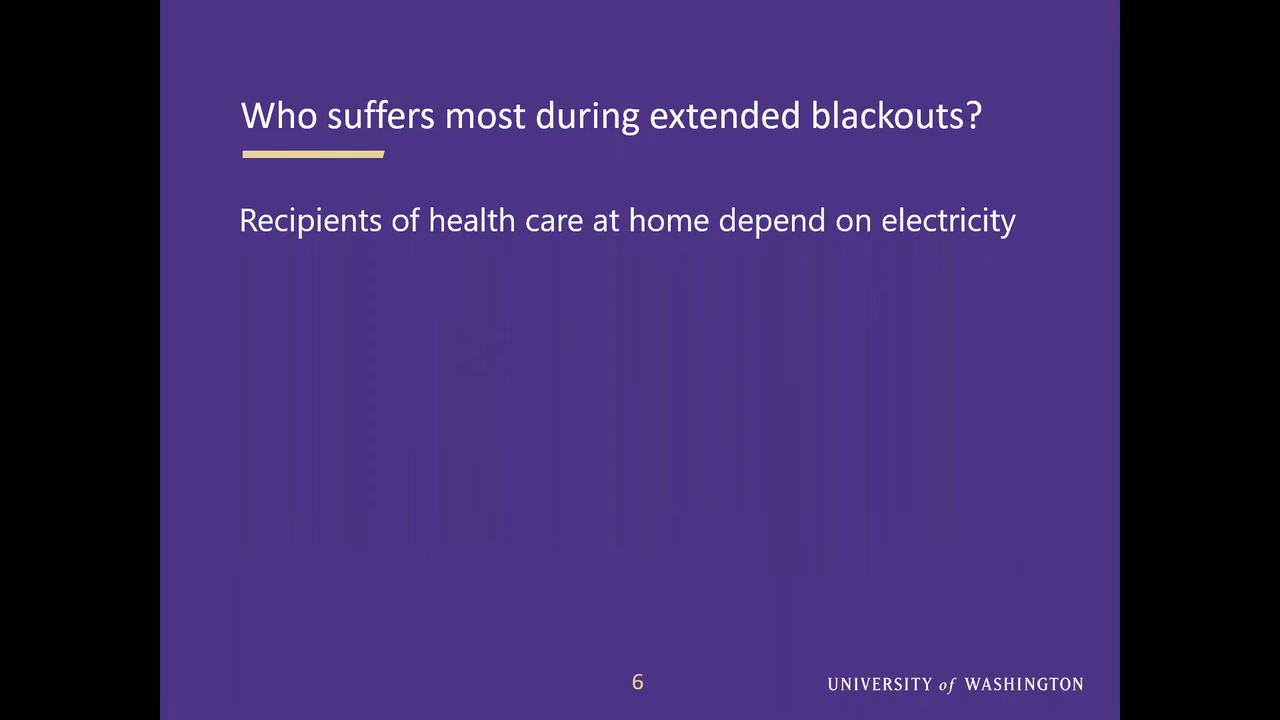 Who suffers most during extended blackouts?
Recipients of health care at home depend on electricity
6
UNIVERSITY of WASHINGTON